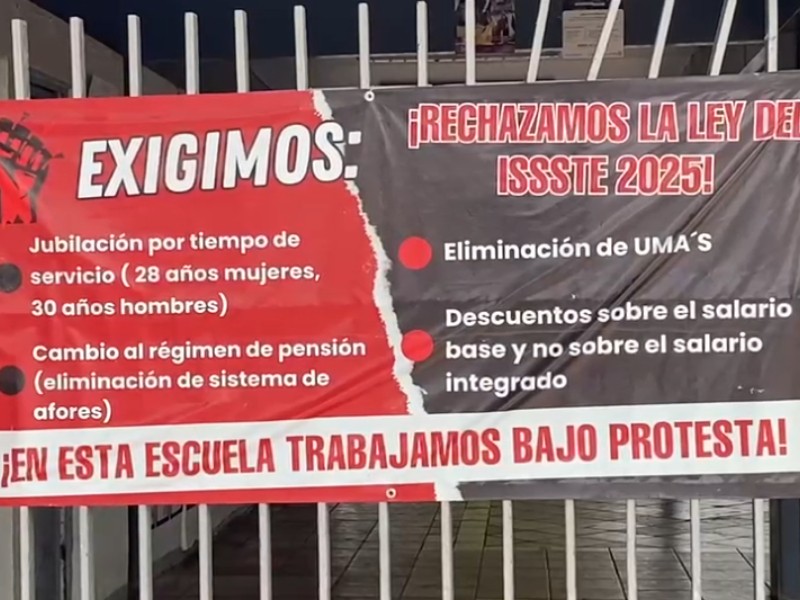 EXIGIMOS:
Jubilación por tiempo de
servicio ( 28 años mujeres,
30 años hombres)
Cambio al régimen de pensión
(eliminación de sistema de
afores)
¡RECHAZAMOS LA LEY DEL
ISSSTE 2025!
Eliminación de UMA´S
Descuentos sobre el salario
base y no sobre el salario
integrado
¡EN ESTA ESCUELA TRABAJAMOS BAJO PROTESTA!